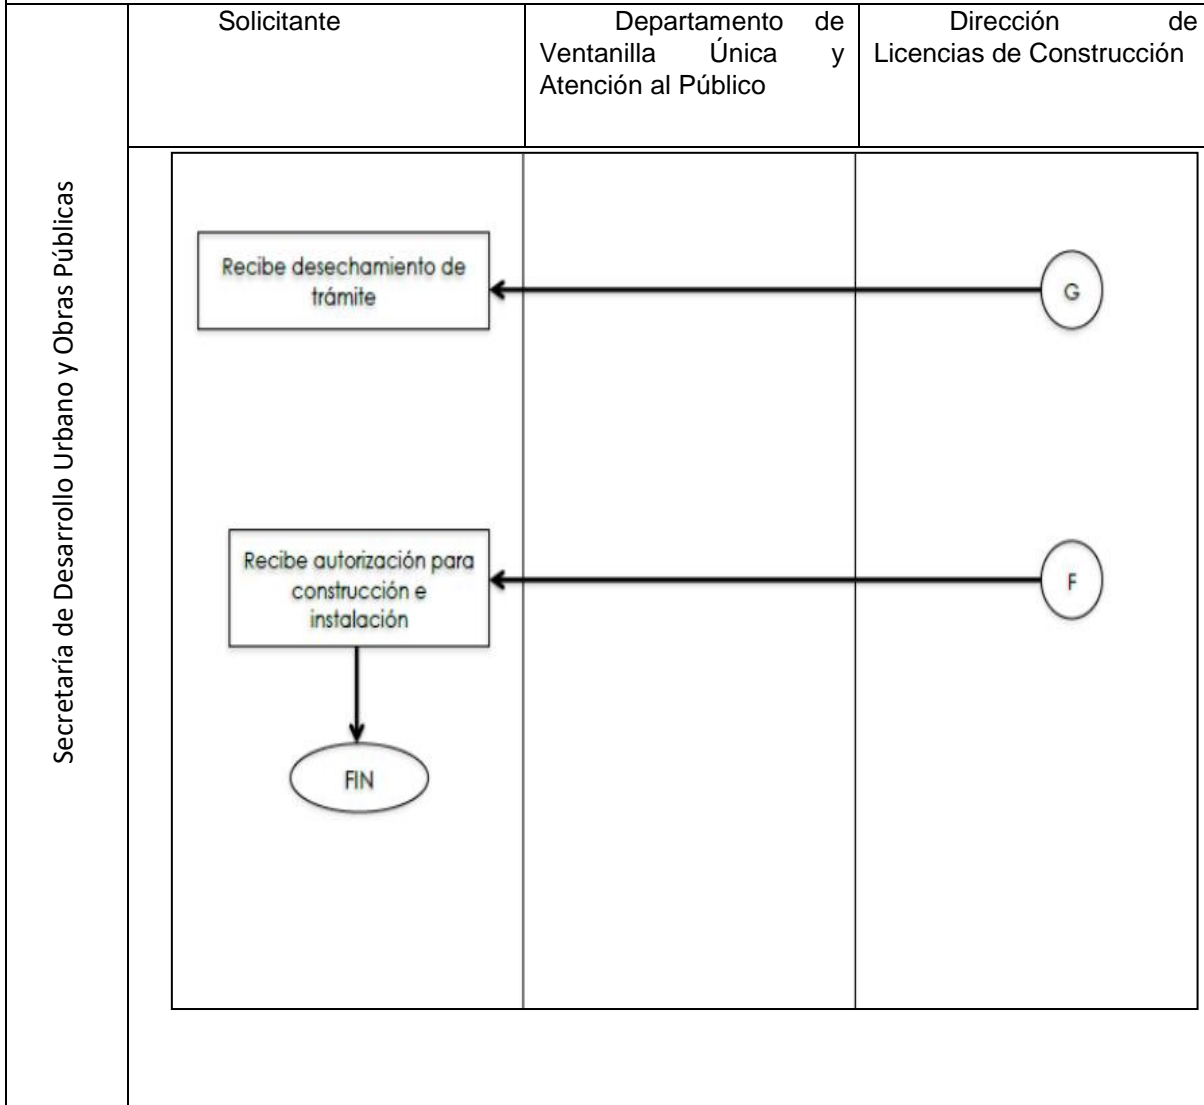 Solicitante
Departamento de
Ventanilla Única y
Atención al Público
Dirección de
Licencias de Construcción
Secretaría de Desarrollo Urbano y Obras Públicas
Recibe desechamiento de
trámite
G
Recibe autorización para
construcción e
instalación
F
FIN